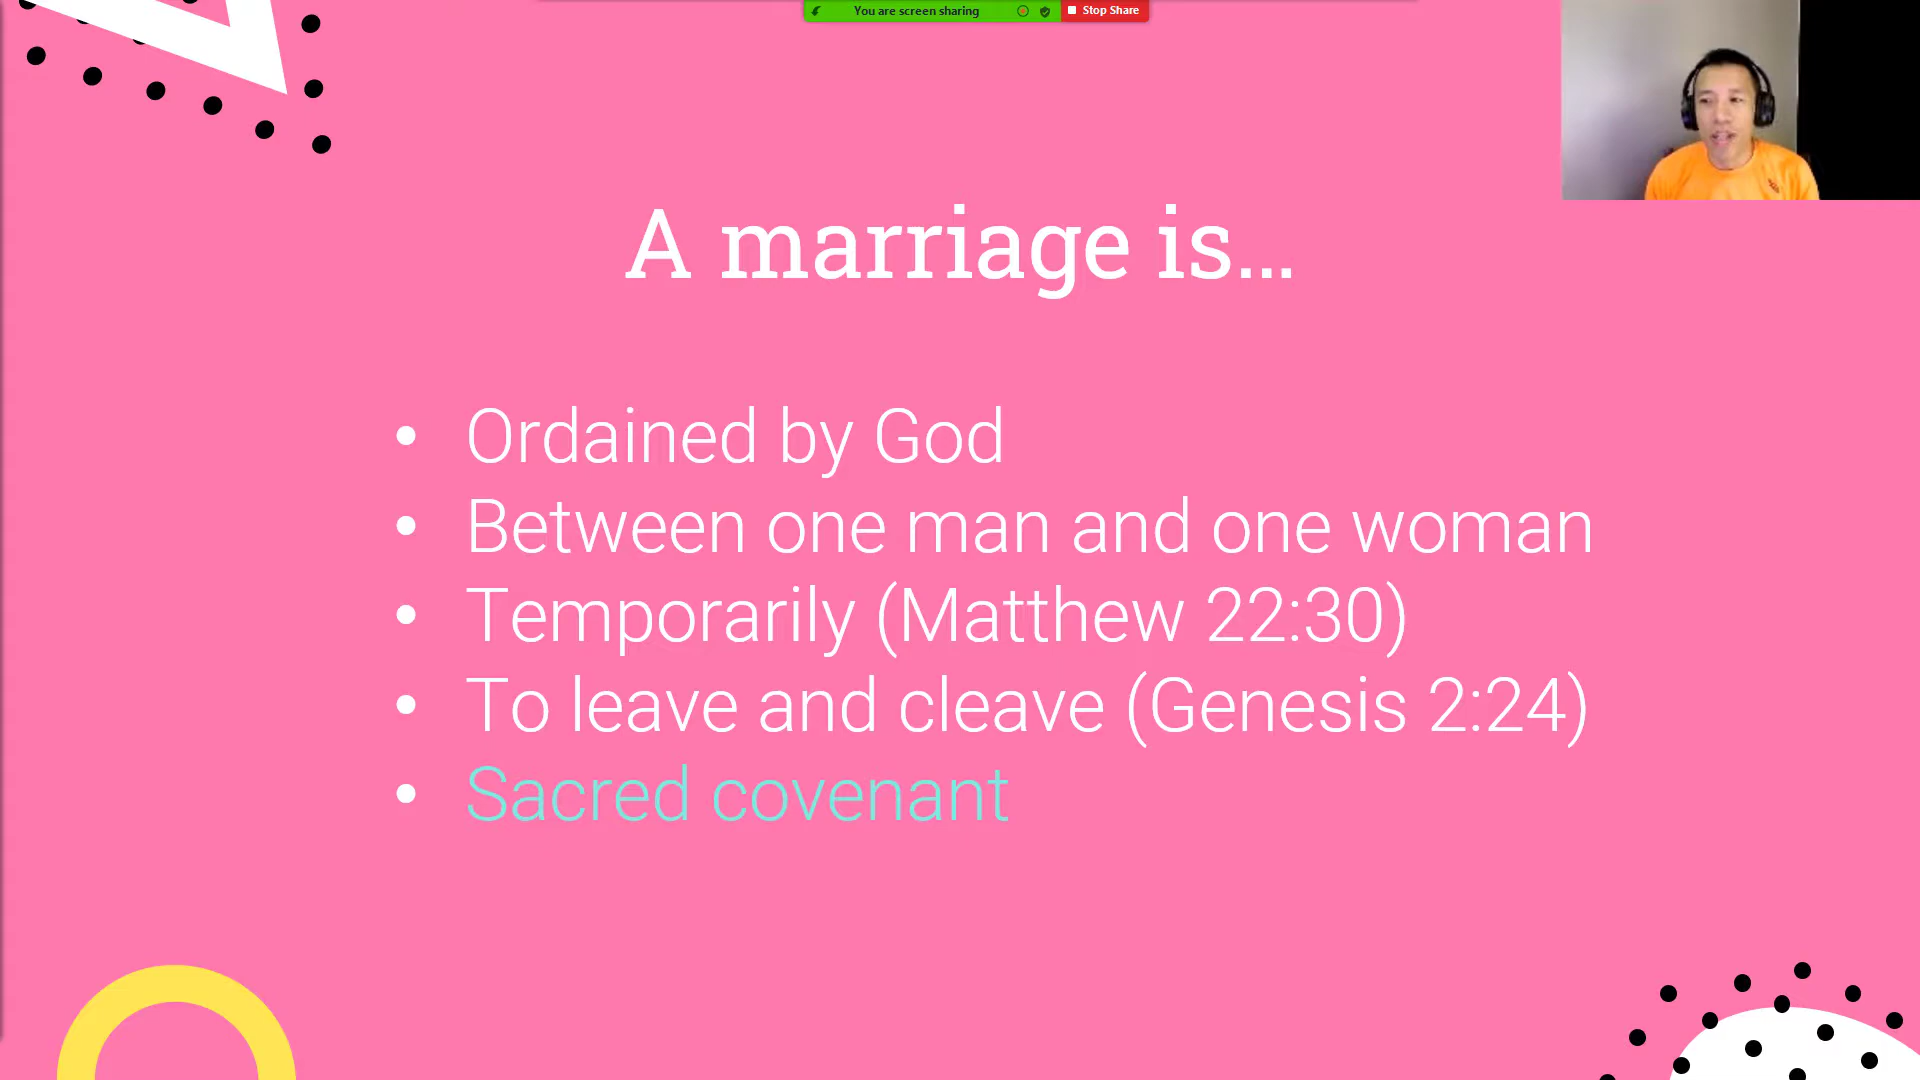 You are screen sharing
Stop Share
A marriage is...
• Ordained by God
• Between one man and one woman
• Temporarily (Matthew 22:30)
• To leave and cleave (Genesis 2:24)
• Sacred covenant